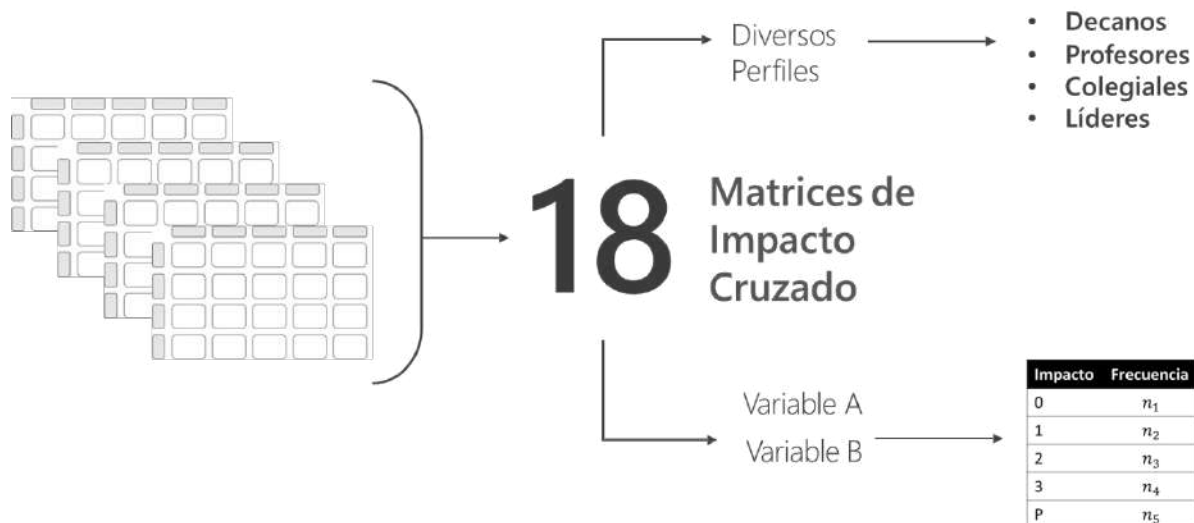 Diversos
Perfiles
• Decanos
• Profesores
• Colegiales
• Líderes
18
Matrices de
Impacto
Cruzado
Variable A
Variable B
Impacto Frecuencia
0 n₁
1 n₂
2 n₃
3 n₄
P n₅